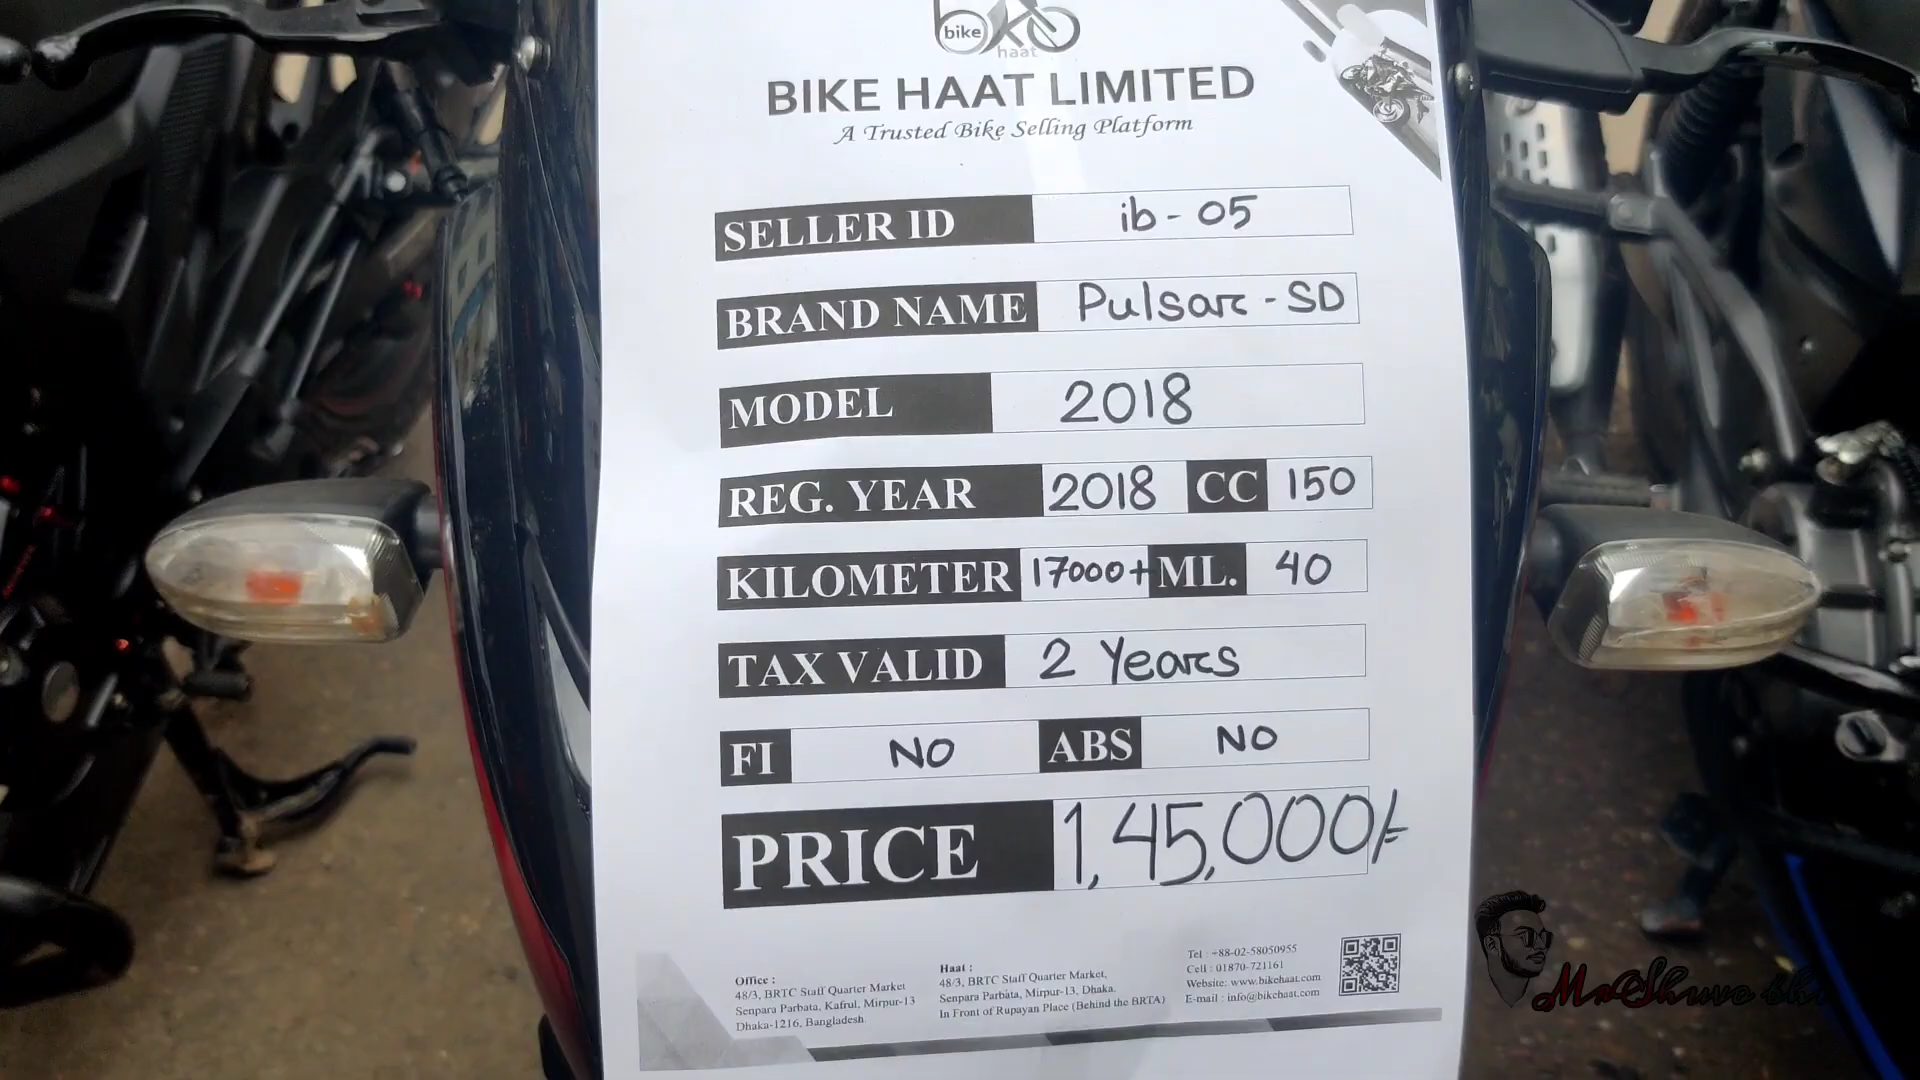 bike
haat
BIKE HAAT LIMITED
A Trusted Bike Selling Platform
SELLER ID ib - 05
BRAND NAME Pulsar - SD
MODEL 2018
REG. YEAR 2018 CC 150
KILOMETER 17000+ ML. 40
TAX VALID 2 Years
FI NO ABS NO
PRICE 1,45,000/-
Office :
48/3, BRTC Staff Quarter Market
Senpara Parbata, Kafrul, Mirpur-13
Dhaka-1216, Bangladesh
Haat :
48/3, BRTC Staff Quarter Market,
Senpara Parbata, Mirpur-13, Dhaka.
In Front of Rupayan Place (Behind the BRTA)
Tel : +88-02-58050955
Cell : 01870-721161
Website: www.bikehaat.com
E-mail : info@bikehaat.com